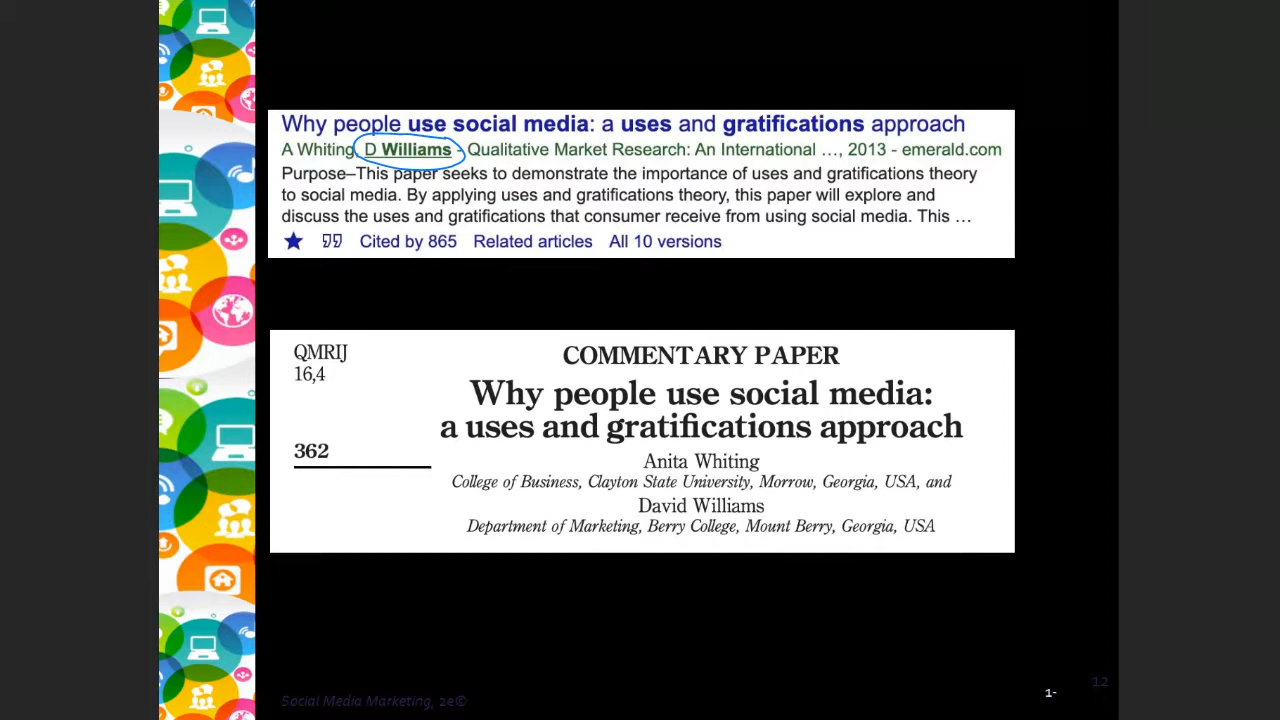 Why people use social media: a uses and gratifications approach
A Whiting, D Williams - Qualitative Market Research: An International …, 2013 - emerald.com
Purpose–This paper seeks to demonstrate the importance of uses and gratifications theory
to social media. By applying uses and gratifications theory, this paper will explore and
discuss the uses and gratifications that consumer receive from using social media. This …
Cited by 865 Related articles All 10 versions
QMRIJ
16,4
362
COMMENTARY PAPER
Why people use social media:
a uses and gratifications approach
Anita Whiting
College of Business, Clayton State University, Morrow, Georgia, USA, and
David Williams
Department of Marketing, Berry College, Mount Berry, Georgia, USA
Social Media Marketing, 2e©
1-
12